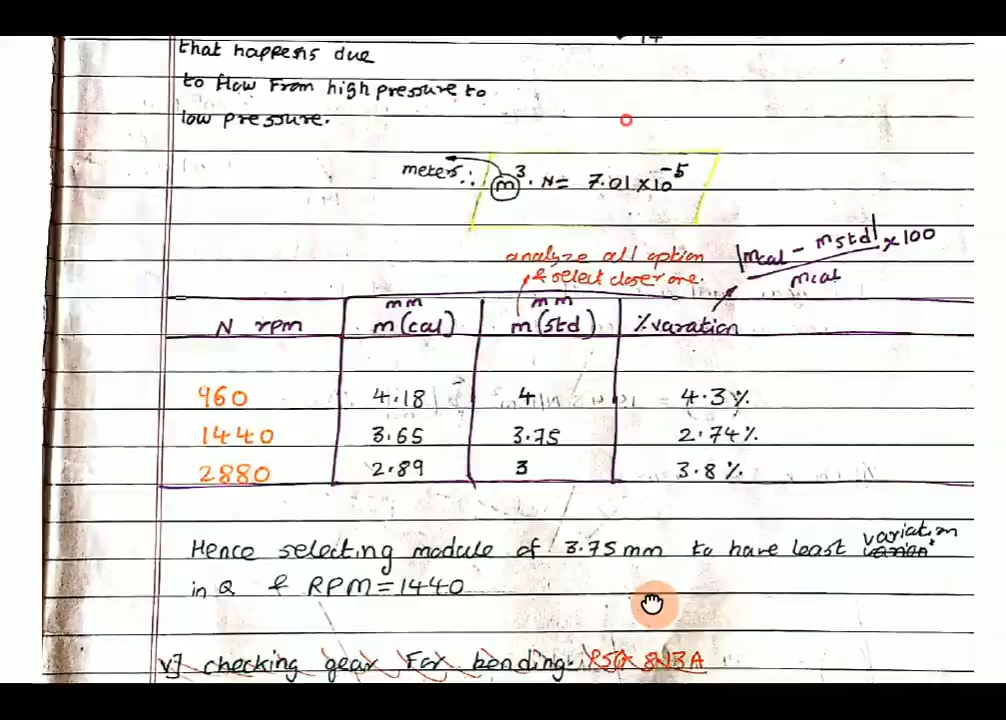 that happens due
to flow From high pressure to
low pressure.
meters ∴ m³. N = 7.01 × 10⁻⁵
analyze all option
& select closer one.
|mcal - mstd| × 100
mcal
N rpm | mm m(cal) | mm m(std) | % varation
960 | 4.18 | 4 | 4.3 %
1440 | 3.65 | 3.75 | 2.74 %
2880 | 2.89 | 3 | 3.8 %
Hence selecting module of 3.75 mm to have least variation
in Q & RPM = 1440
v] checking gear For bending.